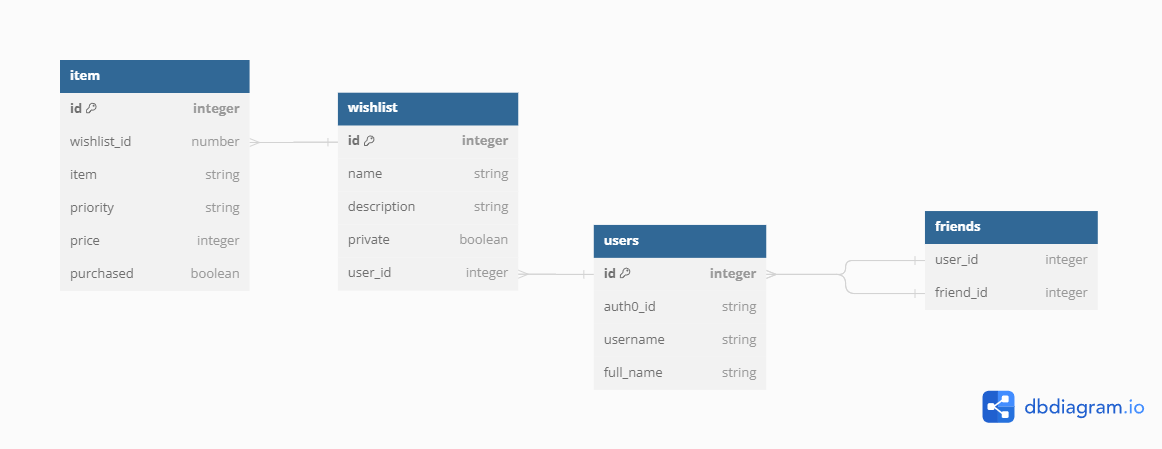 item
id integer
wishlist_id number
item string
priority string
price integer
purchased boolean
wishlist
id integer
name string
description string
private boolean
user_id integer
users
id integer
auth0_id string
username string
full_name string
friends
user_id integer
friend_id integer
dbdiagram.io